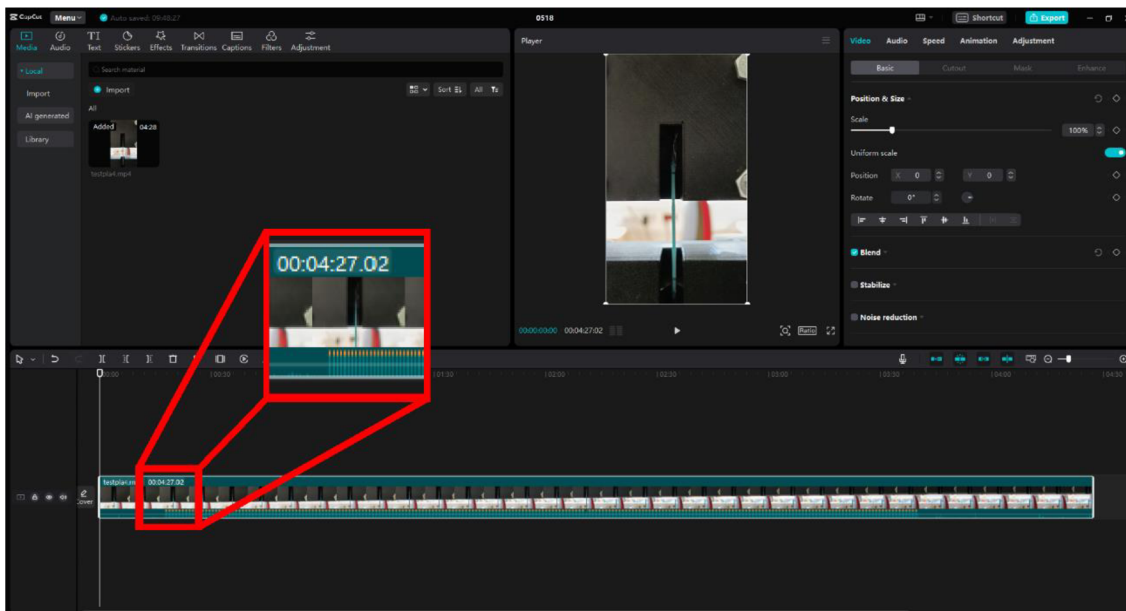 CapCut Menu Auto saved: 09:48:27 0518 Shortcut Export
Media Audio Text Stickers Effects Transitions Captions Filters Adjustment
Player
Video Audio Speed Animation Adjustment
Local
Import
AI generated
Library
Search material
Import Sort All
All
Added 04:28
testpla4.mp4
00:00:00:00 00:04:27:02 Ratio
Basic Cutout Mask Enhance
Position & Size
Scale
100%
Uniform scale
Position X 0 Y 0
Rotate 0°
Blend
Stabilize
Noise reduction
00:04:27.02
00:00 00:30 01:30 02:00 02:30 03:00 03:30 04:00 04:30
Cover
00:04:27:02